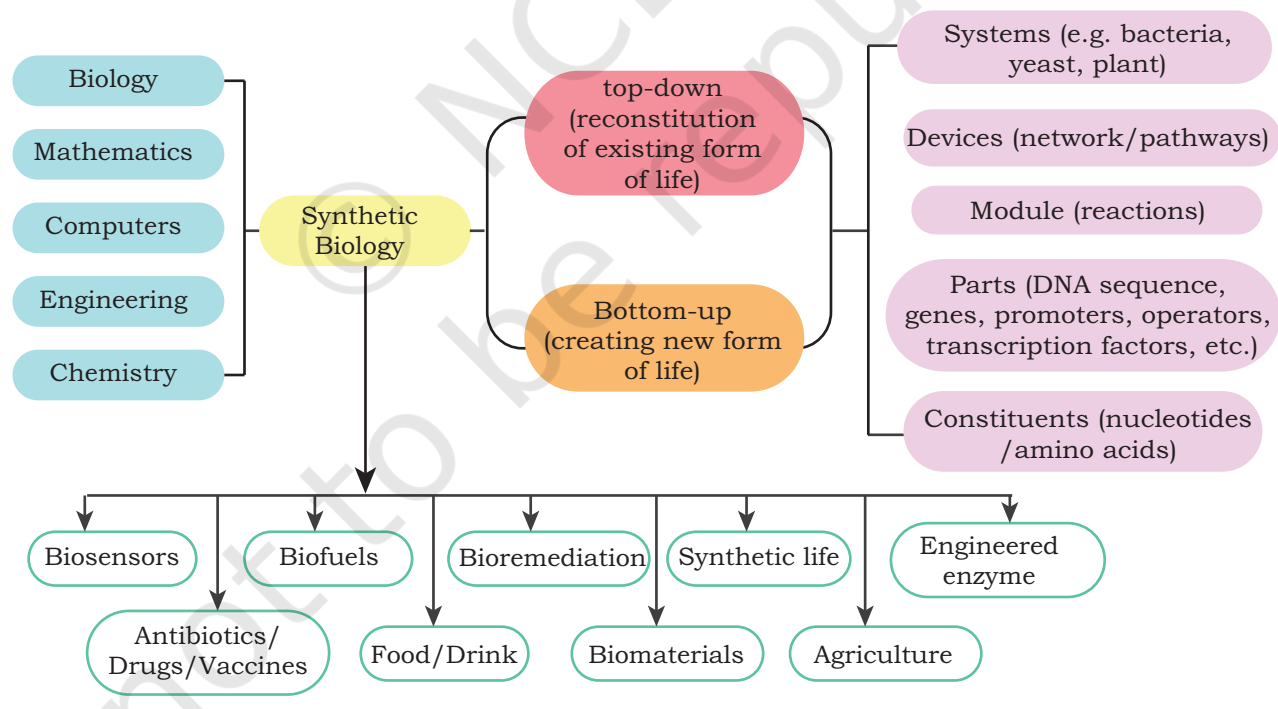 Biology
Mathematics
Computers
Engineering
Chemistry
Synthetic
Biology
top-down
(reconstitution
of existing form
of life)
Bottom-up
(creating new form
of life)
Systems (e.g. bacteria,
yeast, plant)
Devices (network/pathways)
Module (reactions)
Parts (DNA sequence,
genes, promoters, operators,
transcription factors, etc.)
Constituents (nucleotides
/amino acids)
Biosensors
Biofuels
Bioremediation
Synthetic life
Engineered
enzyme
Antibiotics/
Drugs/Vaccines
Food/Drink
Biomaterials
Agriculture
©
not to be